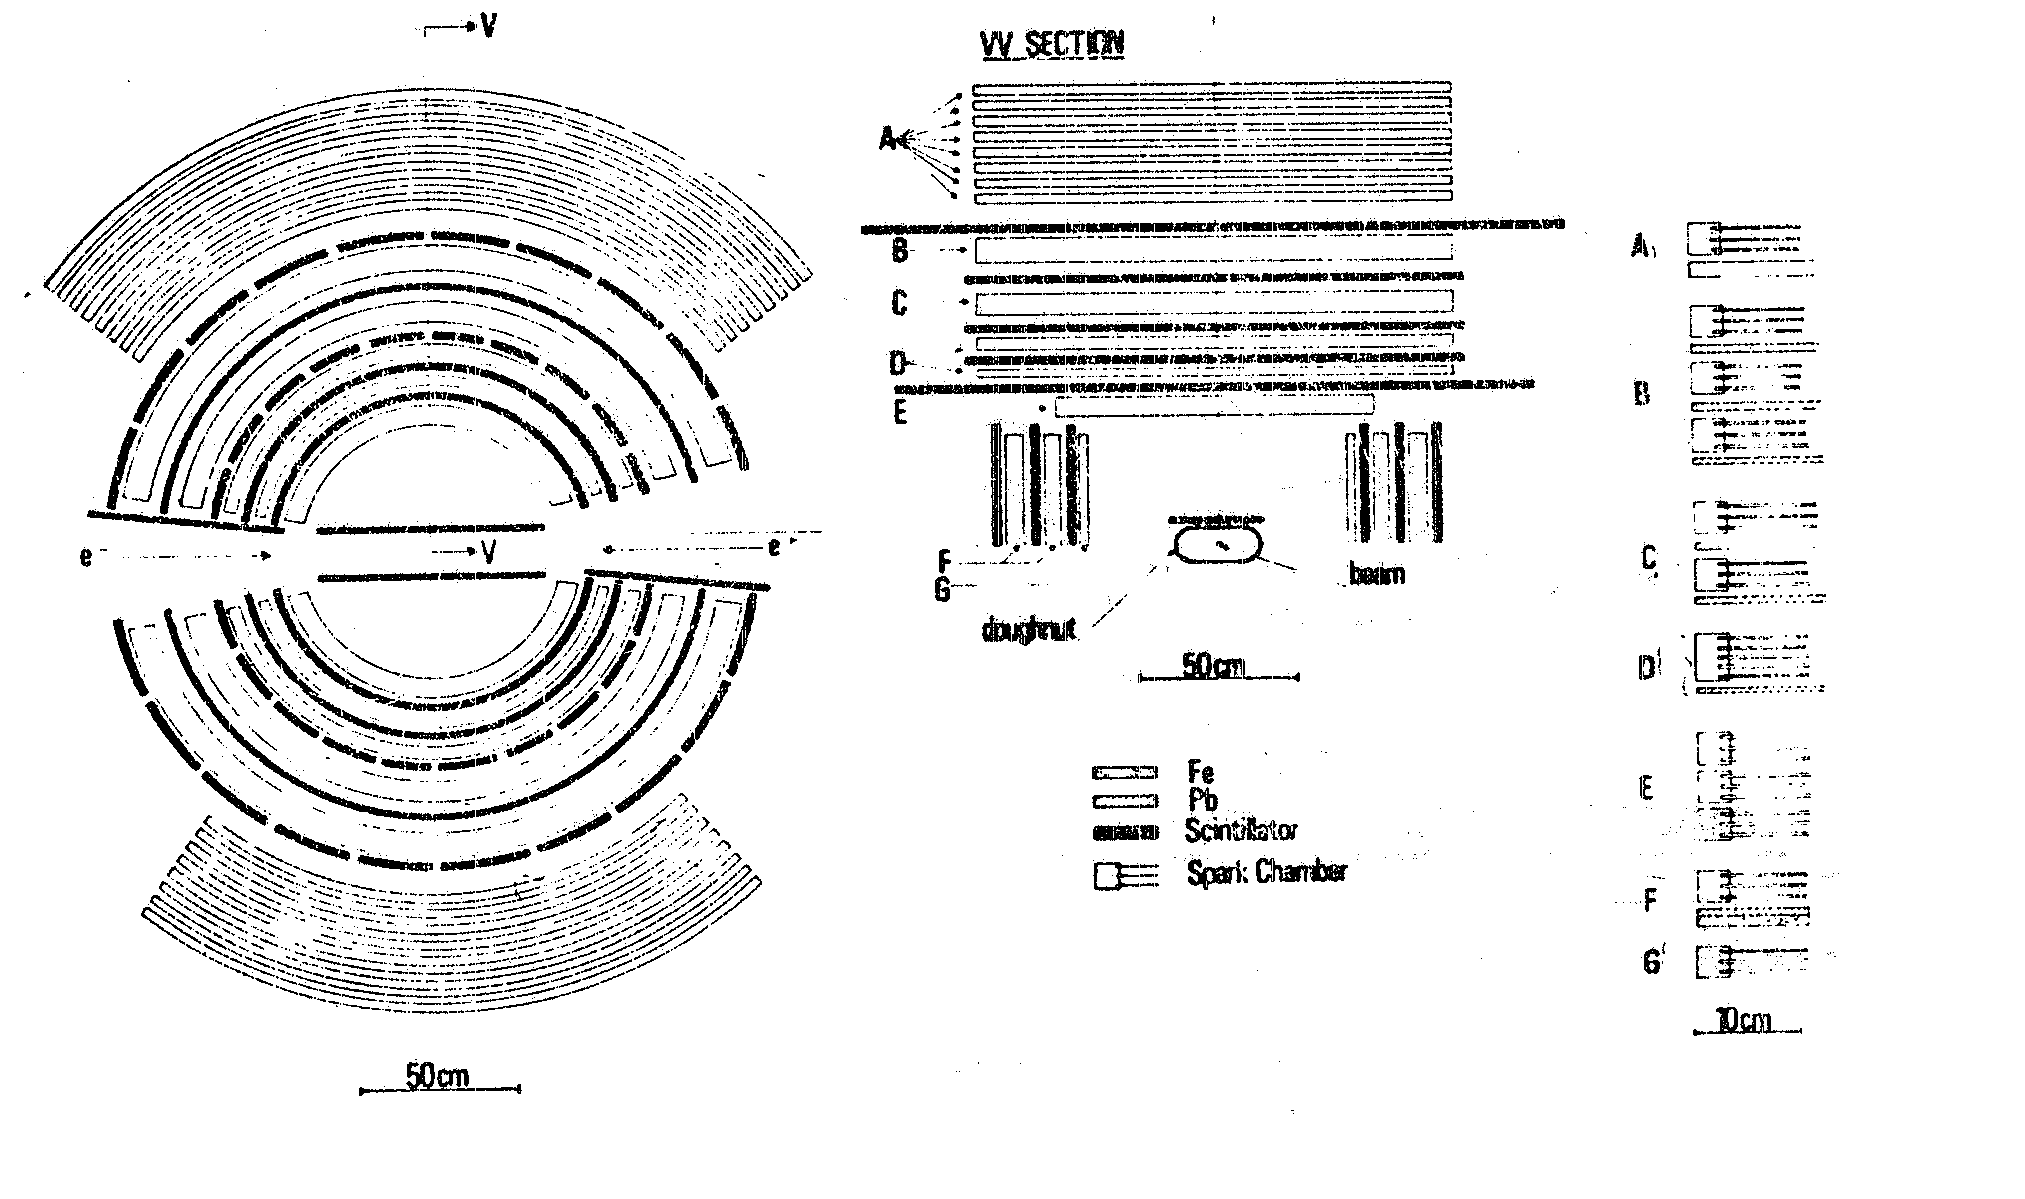 V
VV SECTION
A
B
C
D
E
F
G
e⁻
V
e⁺
beam
doughnut
50cm
Fe
Pb
Scintillator
Spark Chamber
50cm
A
B
C
D
E
F
G
10cm